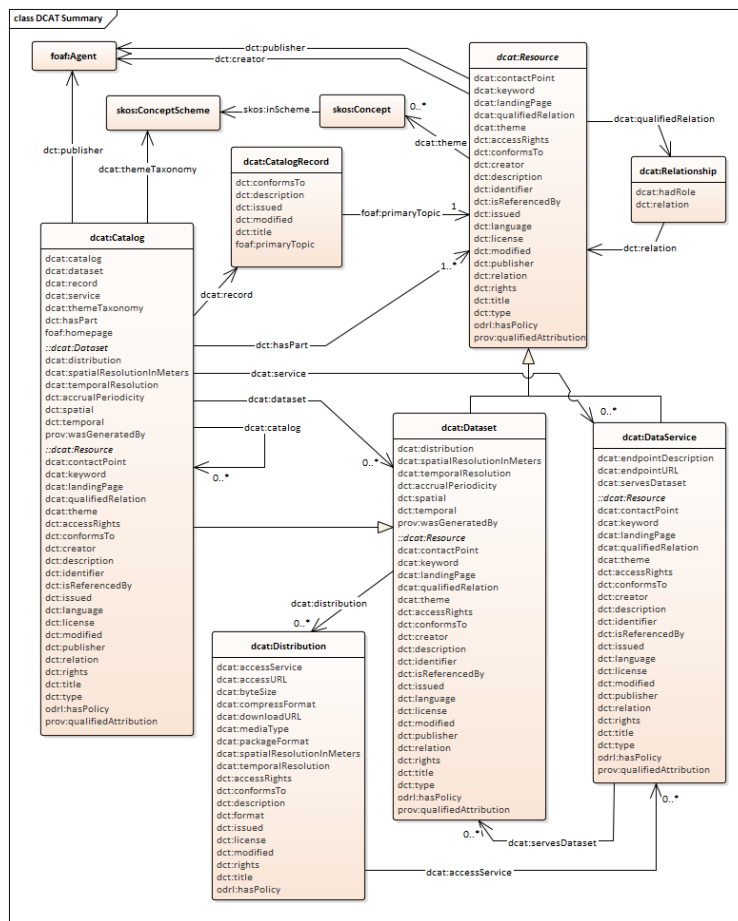 class DCAT Summary
foaf:Agent
dct:publisher
dct:creator
dcat:Resource
dcat:contactPoint
dcat:keyword
dcat:landingPage
dcat:qualifiedRelation
dcat:theme
dct:accessRights
dct:conformsTo
dct:creator
dct:description
dct:identifier
dct:isReferencedBy
dct:issued
dct:language
dct:license
dct:modified
dct:publisher
dct:relation
dct:rights
dct:title
dct:type
odrl:hasPolicy
prov:qualifiedAttribution
skos:ConceptScheme
skos:inScheme
skos:Concept
0..*
dcat:theme
dcat:qualifiedRelation
dcat:Relationship
dcat:hadRole
dct:relation
dct:relation
dct:publisher
dcat:themeTaxonomy
dcat:CatalogRecord
dct:conformsTo
dct:description
dct:issued
dct:modified
dct:title
foaf:primaryTopic
foaf:primaryTopic
1
dcat:Catalog
dcat:catalog
dcat:dataset
dcat:record
dcat:service
dcat:themeTaxonomy
dct:hasPart
foaf:homepage
::dcat:Dataset
dcat:distribution
dcat:spatialResolutionInMeters
dcat:temporalResolution
dct:accrualPeriodicity
dct:spatial
dct:temporal
prov:wasGeneratedBy
::dcat:Resource
dcat:contactPoint
dcat:keyword
dcat:landingPage
dcat:qualifiedRelation
dcat:theme
dct:accessRights
dct:conformsTo
dct:creator
dct:description
dct:identifier
dct:isReferencedBy
dct:issued
dct:language
dct:license
dct:modified
dct:publisher
dct:relation
dct:rights
dct:title
dct:type
odrl:hasPolicy
prov:qualifiedAttribution
dcat:record
1..*
dct:hasPart
dcat:service
0..*
dcat:dataset
0..*
dcat:catalog
0..*
dcat:Dataset
dcat:distribution
dcat:spatialResolutionInMeters
dcat:temporalResolution
dct:accrualPeriodicity
dct:spatial
dct:temporal
prov:wasGeneratedBy
::dcat:Resource
dcat:contactPoint
dcat:keyword
dcat:landingPage
dcat:qualifiedRelation
dcat:theme
dct:accessRights
dct:conformsTo
dct:creator
dct:description
dct:identifier
dct:isReferencedBy
dct:issued
dct:language
dct:license
dct:modified
dct:publisher
dct:relation
dct:rights
dct:title
dct:type
odrl:hasPolicy
prov:qualifiedAttribution
dcat:DataService
dcat:endpointDescription
dcat:endpointURL
dcat:servesDataset
::dcat:Resource
dcat:contactPoint
dcat:keyword
dcat:landingPage
dcat:qualifiedRelation
dcat:theme
dct:accessRights
dct:conformsTo
dct:creator
dct:description
dct:identifier
dct:isReferencedBy
dct:issued
dct:language
dct:license
dct:modified
dct:publisher
dct:relation
dct:rights
dct:title
dct:type
odrl:hasPolicy
prov:qualifiedAttribution
dcat:distribution
0..*
dcat:Distribution
dcat:accessService
dcat:accessURL
dcat:byteSize
dcat:compressFormat
dcat:downloadURL
dcat:mediaType
dcat:packageFormat
dcat:spatialResolutionInMeters
dcat:temporalResolution
dct:accessRights
dct:conformsTo
dct:description
dct:format
dct:issued
dct:license
dct:modified
dct:rights
dct:title
odrl:hasPolicy
0..*
dcat:servesDataset
0..*
dcat:accessService